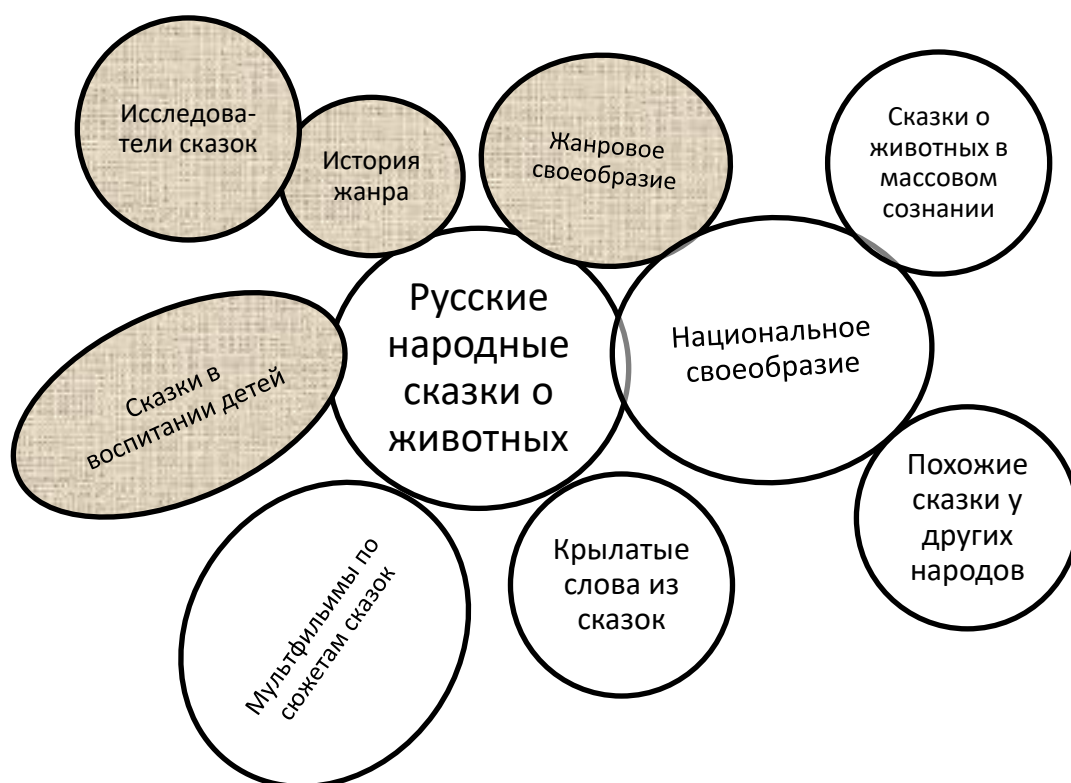 Исследова-
тели сказок
История
жанра
Жанровое
своеобразие
Сказки о
животных в
массовом
сознании
Русские
народные
сказки о
животных
Национальное
своеобразие
Сказки в
воспитании детей
Похожие
сказки у
других
народов
Крылатые
слова из
сказок
Мультфильимы по
сюжетам сказок